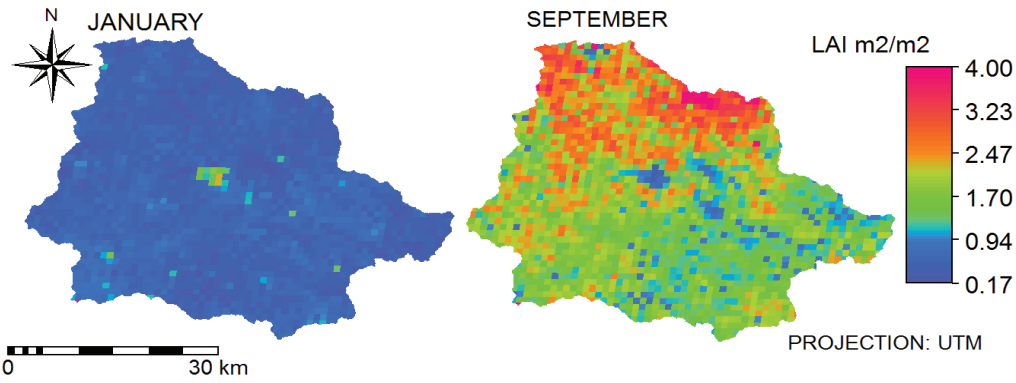 N
JANUARY
SEPTEMBER
LAI m2/m2
4.00
3.23
2.47
1.70
0.94
0.17
PROJECTION: UTM
0 30 km